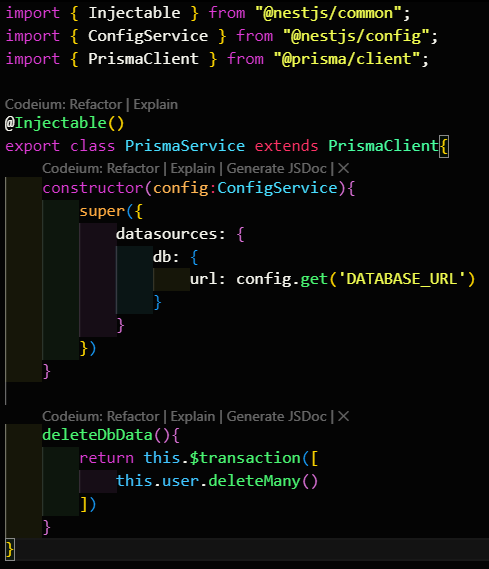 import { Injectable } from "@nestjs/common";
import { ConfigService } from "@nestjs/config";
import { PrismaClient } from "@prisma/client";
Codeium: Refactor | Explain
@Injectable()
export class PrismaService extends PrismaClient{
Codeium: Refactor | Explain | Generate JSDoc | ✕
constructor(config:ConfigService){
super({
datasources: {
db: {
url: config.get('DATABASE_URL')
}
}
})
}
Codeium: Refactor | Explain | Generate JSDoc | ✕
deleteDbData(){
return this.$transaction([
this.user.deleteMany()
])
}
}